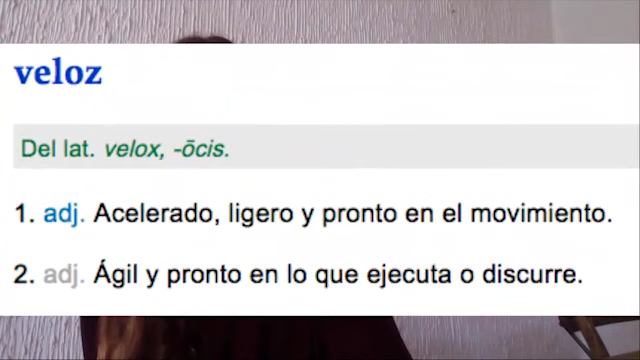 veloz
Del lat. velox, -ōcis.
1. adj. Acelerado, ligero y pronto en el movimiento.
2. adj. Ágil y pronto en lo que ejecuta o discurre.